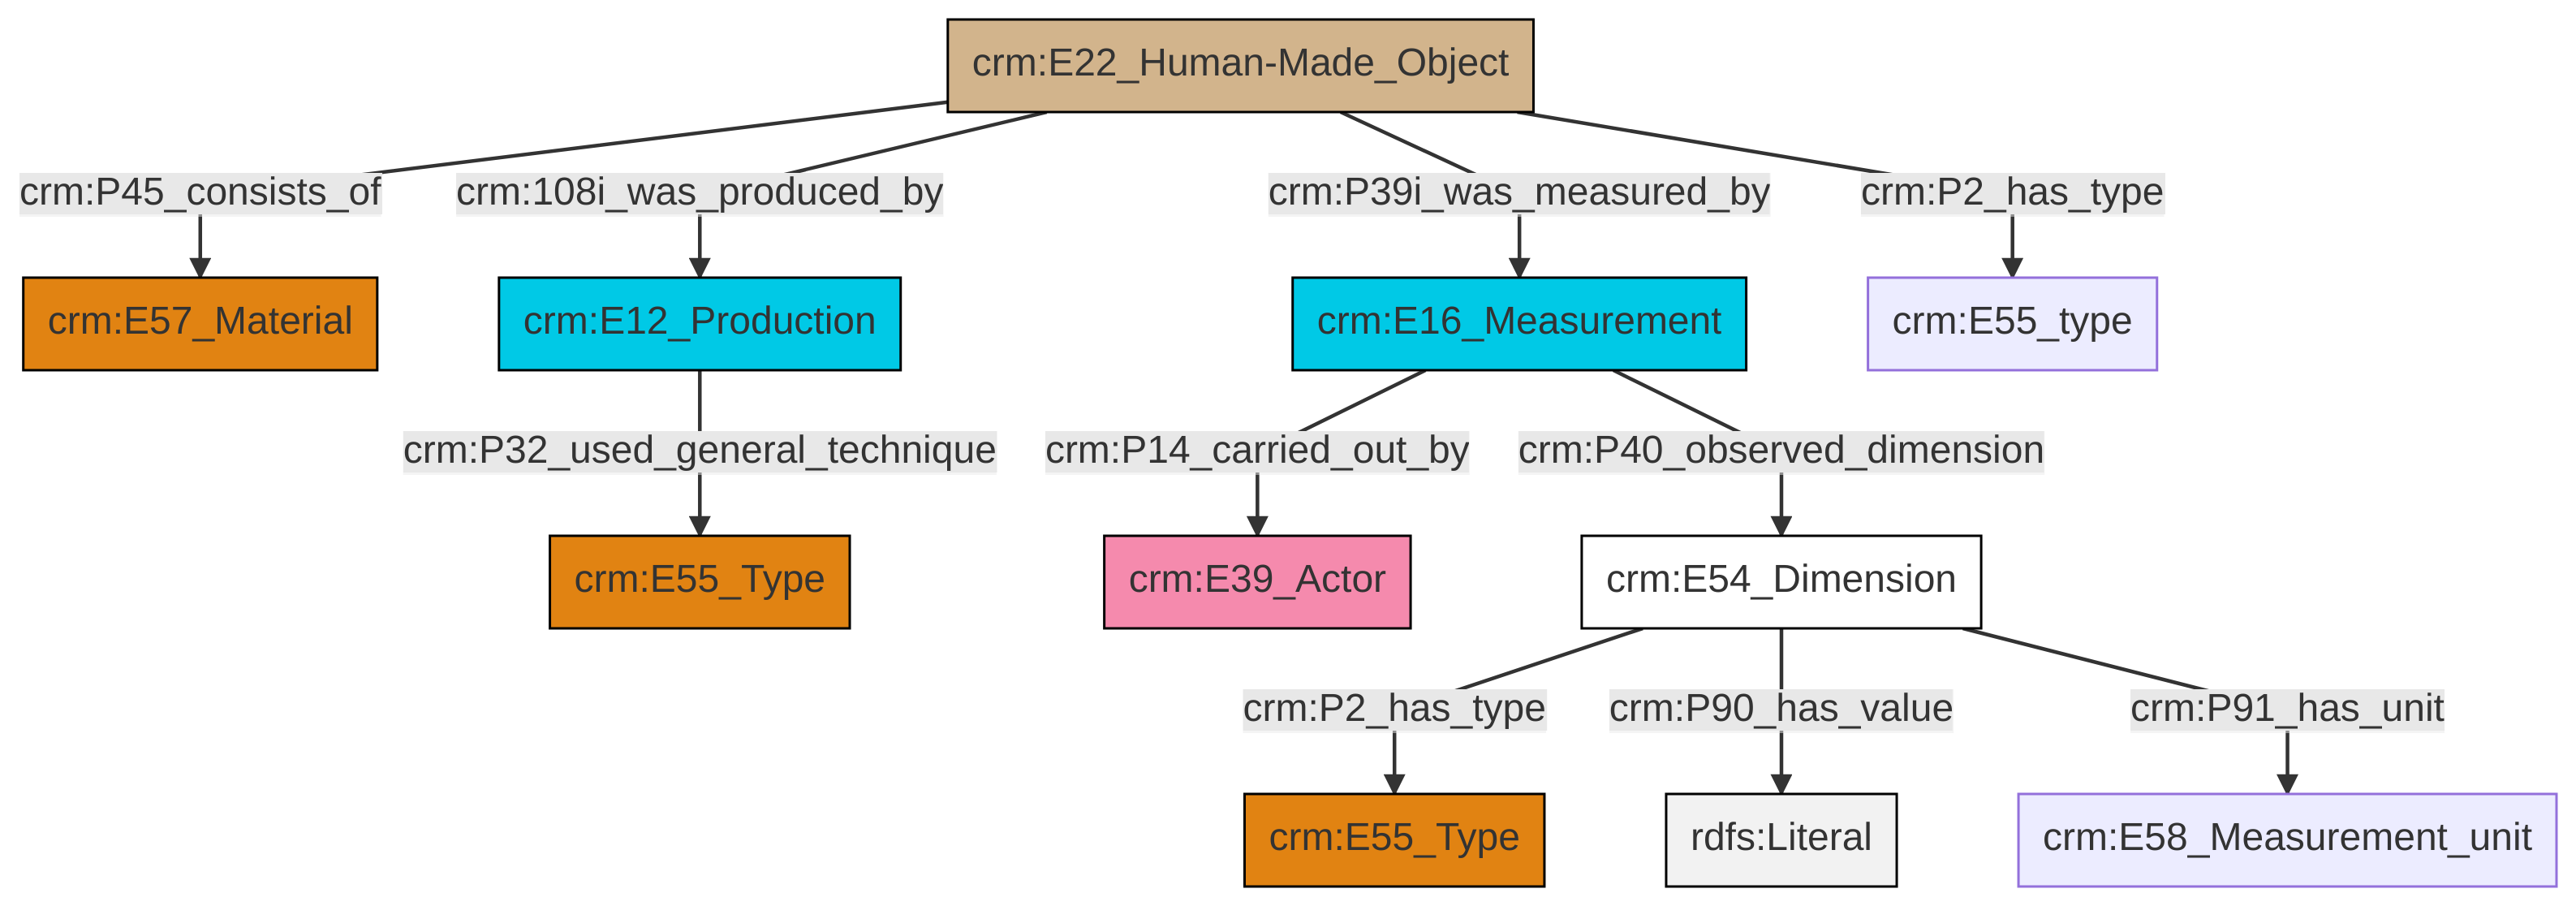 crm:E22_Human-Made_Object
crm:P45_consists_of
crm:108i_was_produced_by
crm:P39i_was_measured_by
crm:P2_has_type
crm:E57_Material
crm:E12_Production
crm:E16_Measurement
crm:E55_type
crm:P32_used_general_technique
crm:P14_carried_out_by
crm:P40_observed_dimension
crm:E55_Type
crm:E39_Actor
crm:E54_Dimension
crm:P2_has_type
crm:P90_has_value
crm:P91_has_unit
crm:E55_Type
rdfs:Literal
crm:E58_Measurement_unit